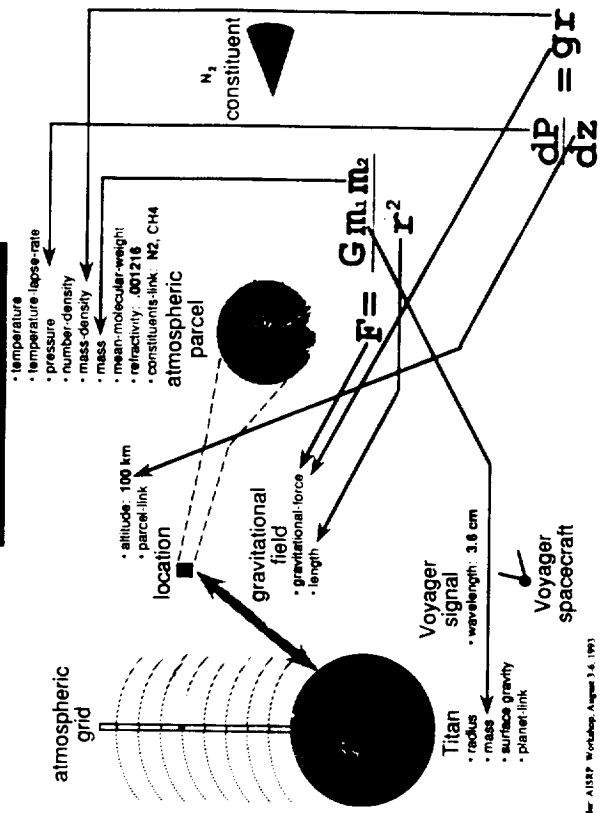 atmospheric
grid
Titan
· radius
· mass
· surface gravity
· planet-link
· altitude: 100 km
· parcel-link
location
gravitational
field
· gravitational-force
· length
Voyager
signal
· wavelength: 3.6 cm
Voyager
spacecraft
· temperature
· temperature-lapse-rate
· pressure
· number-density
· mass-density
· mass
· mean-molecular-weight
· refractivity: .001216
· constituents-link: N2, CH4
atmospheric
parcel
N2
constituent
F = G m1 m2
r2
dP
dz
= gr
AISRP Workshop, August 3-6, 1993